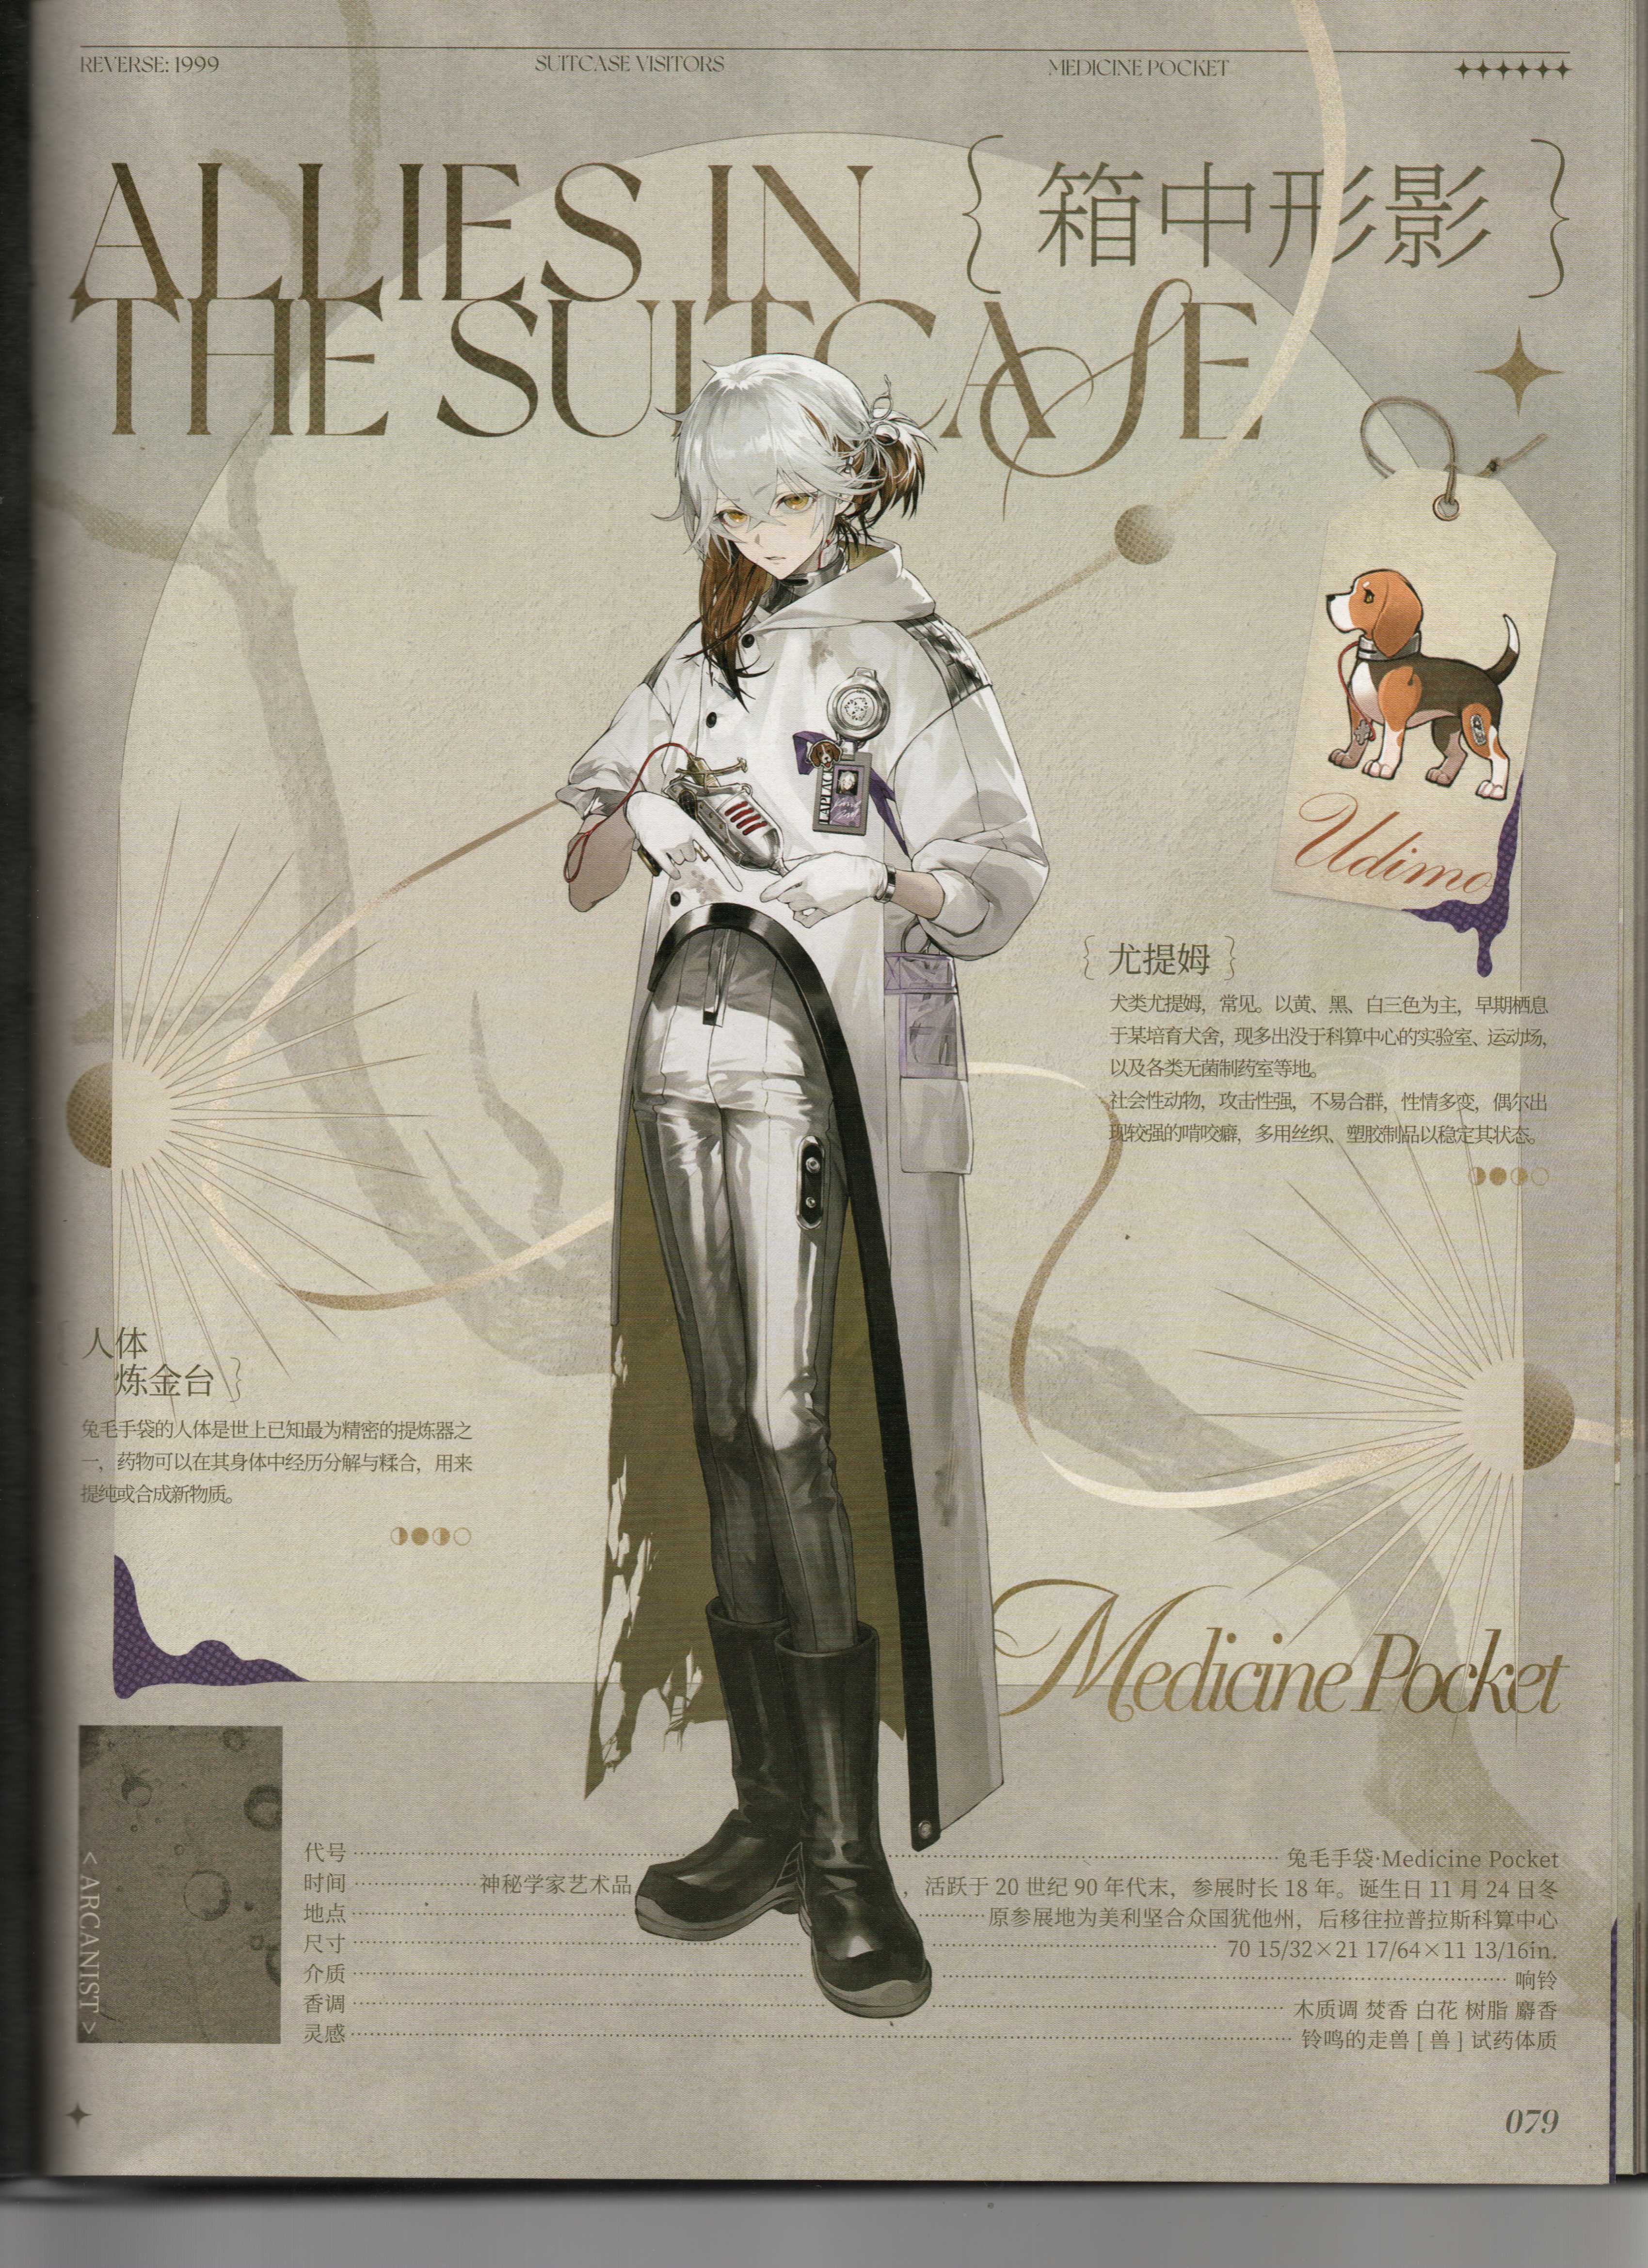 REVERSE: 1999
SUITCASE VISITORS
MEDICINE POCKET
ALLIES IN
THE SUITCASE
{箱中形影}
Udimo
{尤提姆}
犬类尤提姆，常见。以黄、黑、白三色为主，早期栖息
于某培育犬舍，现多出没于科算中心的实验室、运动场，
以及各类无菌制药室等地。
社会性动物，攻击性强，不易合群，性情多变，偶尔出
现较强的啃咬癖，多用丝织、塑胶制品以稳定其状态。
人体
炼金台}
兔毛手袋的人体是世上已知最为精密的提炼器之
一，药物可以在其身体中经历分解与糅合，用来
提纯或合成新物质。
Medicine Pocket
< ARCANIST >
代号 兔毛手袋·Medicine Pocket
时间 神秘学家艺术品，活跃于 20 世纪 90 年代末，参展时长 18 年。诞生日 11 月 24 日冬
地点 原参展地为美利坚合众国犹他州，后移往拉普拉斯科算中心
尺寸 70 15/32×21 17/64×11 13/16in.
介质 响铃
香调 木质调 焚香 白花 树脂 麝香
灵感 铃鸣的走兽 [ 兽 ] 试药体质
079